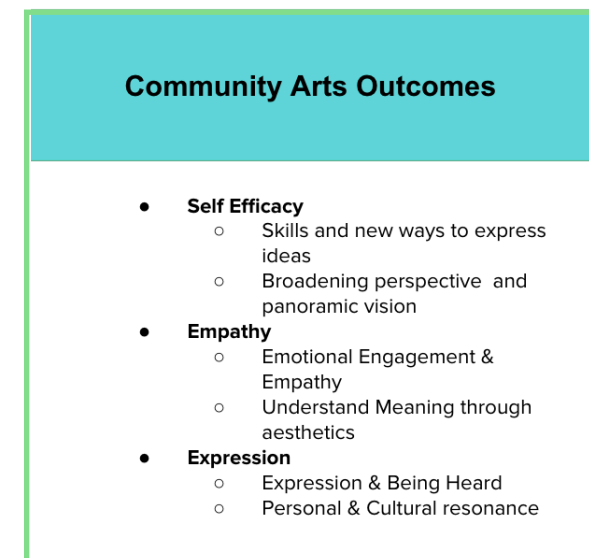 Community Arts Outcomes
● Self Efficacy
○ Skills and new ways to express
ideas
○ Broadening perspective  and
panoramic vision
● Empathy
○ Emotional Engagement &
Empathy
○ Understand Meaning through
aesthetics
● Expression
○ Expression & Being Heard
○ Personal & Cultural resonance